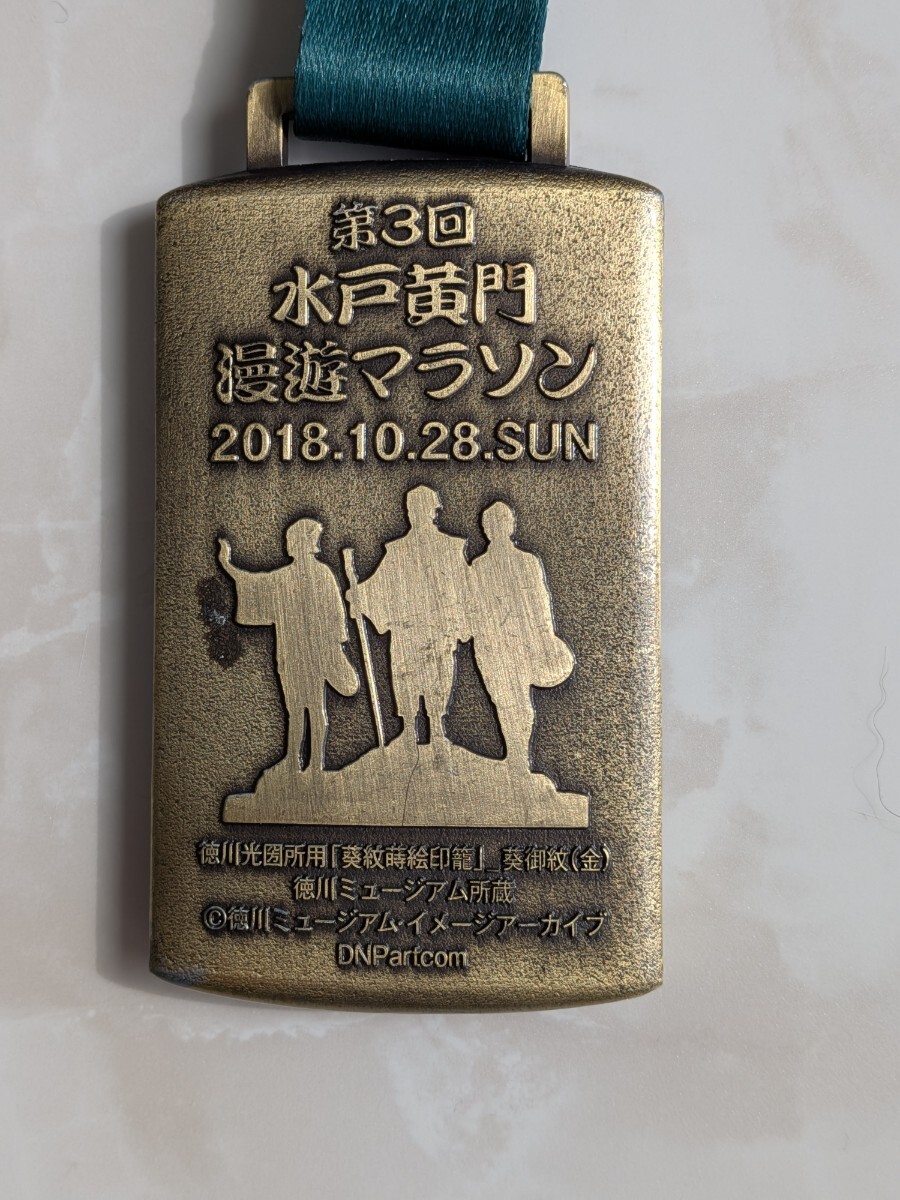 第3回
水戸黄門
漫遊マラソン
2018.10.28.SUN
徳川光圀所用「葵紋蒔絵印籠」_葵御紋(金)
徳川ミュージアム所蔵
©徳川ミュージアム・イメージアーカイブ
DNPartcom